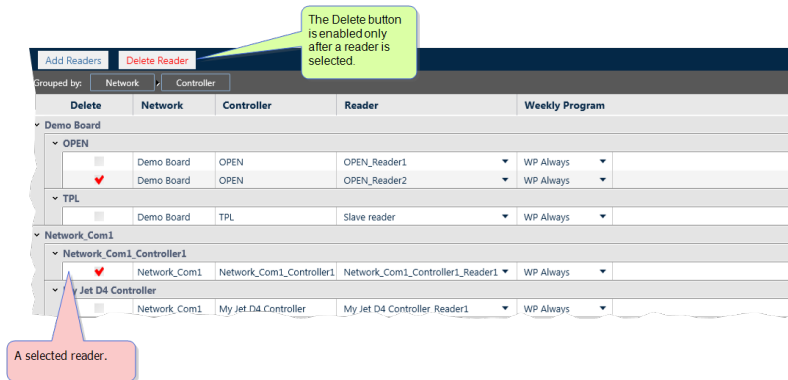 The Delete button
is enabled only
after a reader is
selected.
Add Readers Delete Reader
Grouped by: Network Controller
Delete Network Controller Reader Weekly Program
Demo Board
OPEN
Demo Board OPEN OPEN_Reader1 WP Always
Demo Board OPEN OPEN_Reader2 WP Always
TPL
Demo Board TPL Slave reader WP Always
Network_Com1
Network_Com1_Controller1
Network_Com1 Network_Com1_Controller1 Network_Com1_Controller1_Reader1 WP Always
y Jet D4 Controller
Network_Com1 My Jet D4 Controller My Jet D4 Controller_Reader1 WP Always
A selected reader.